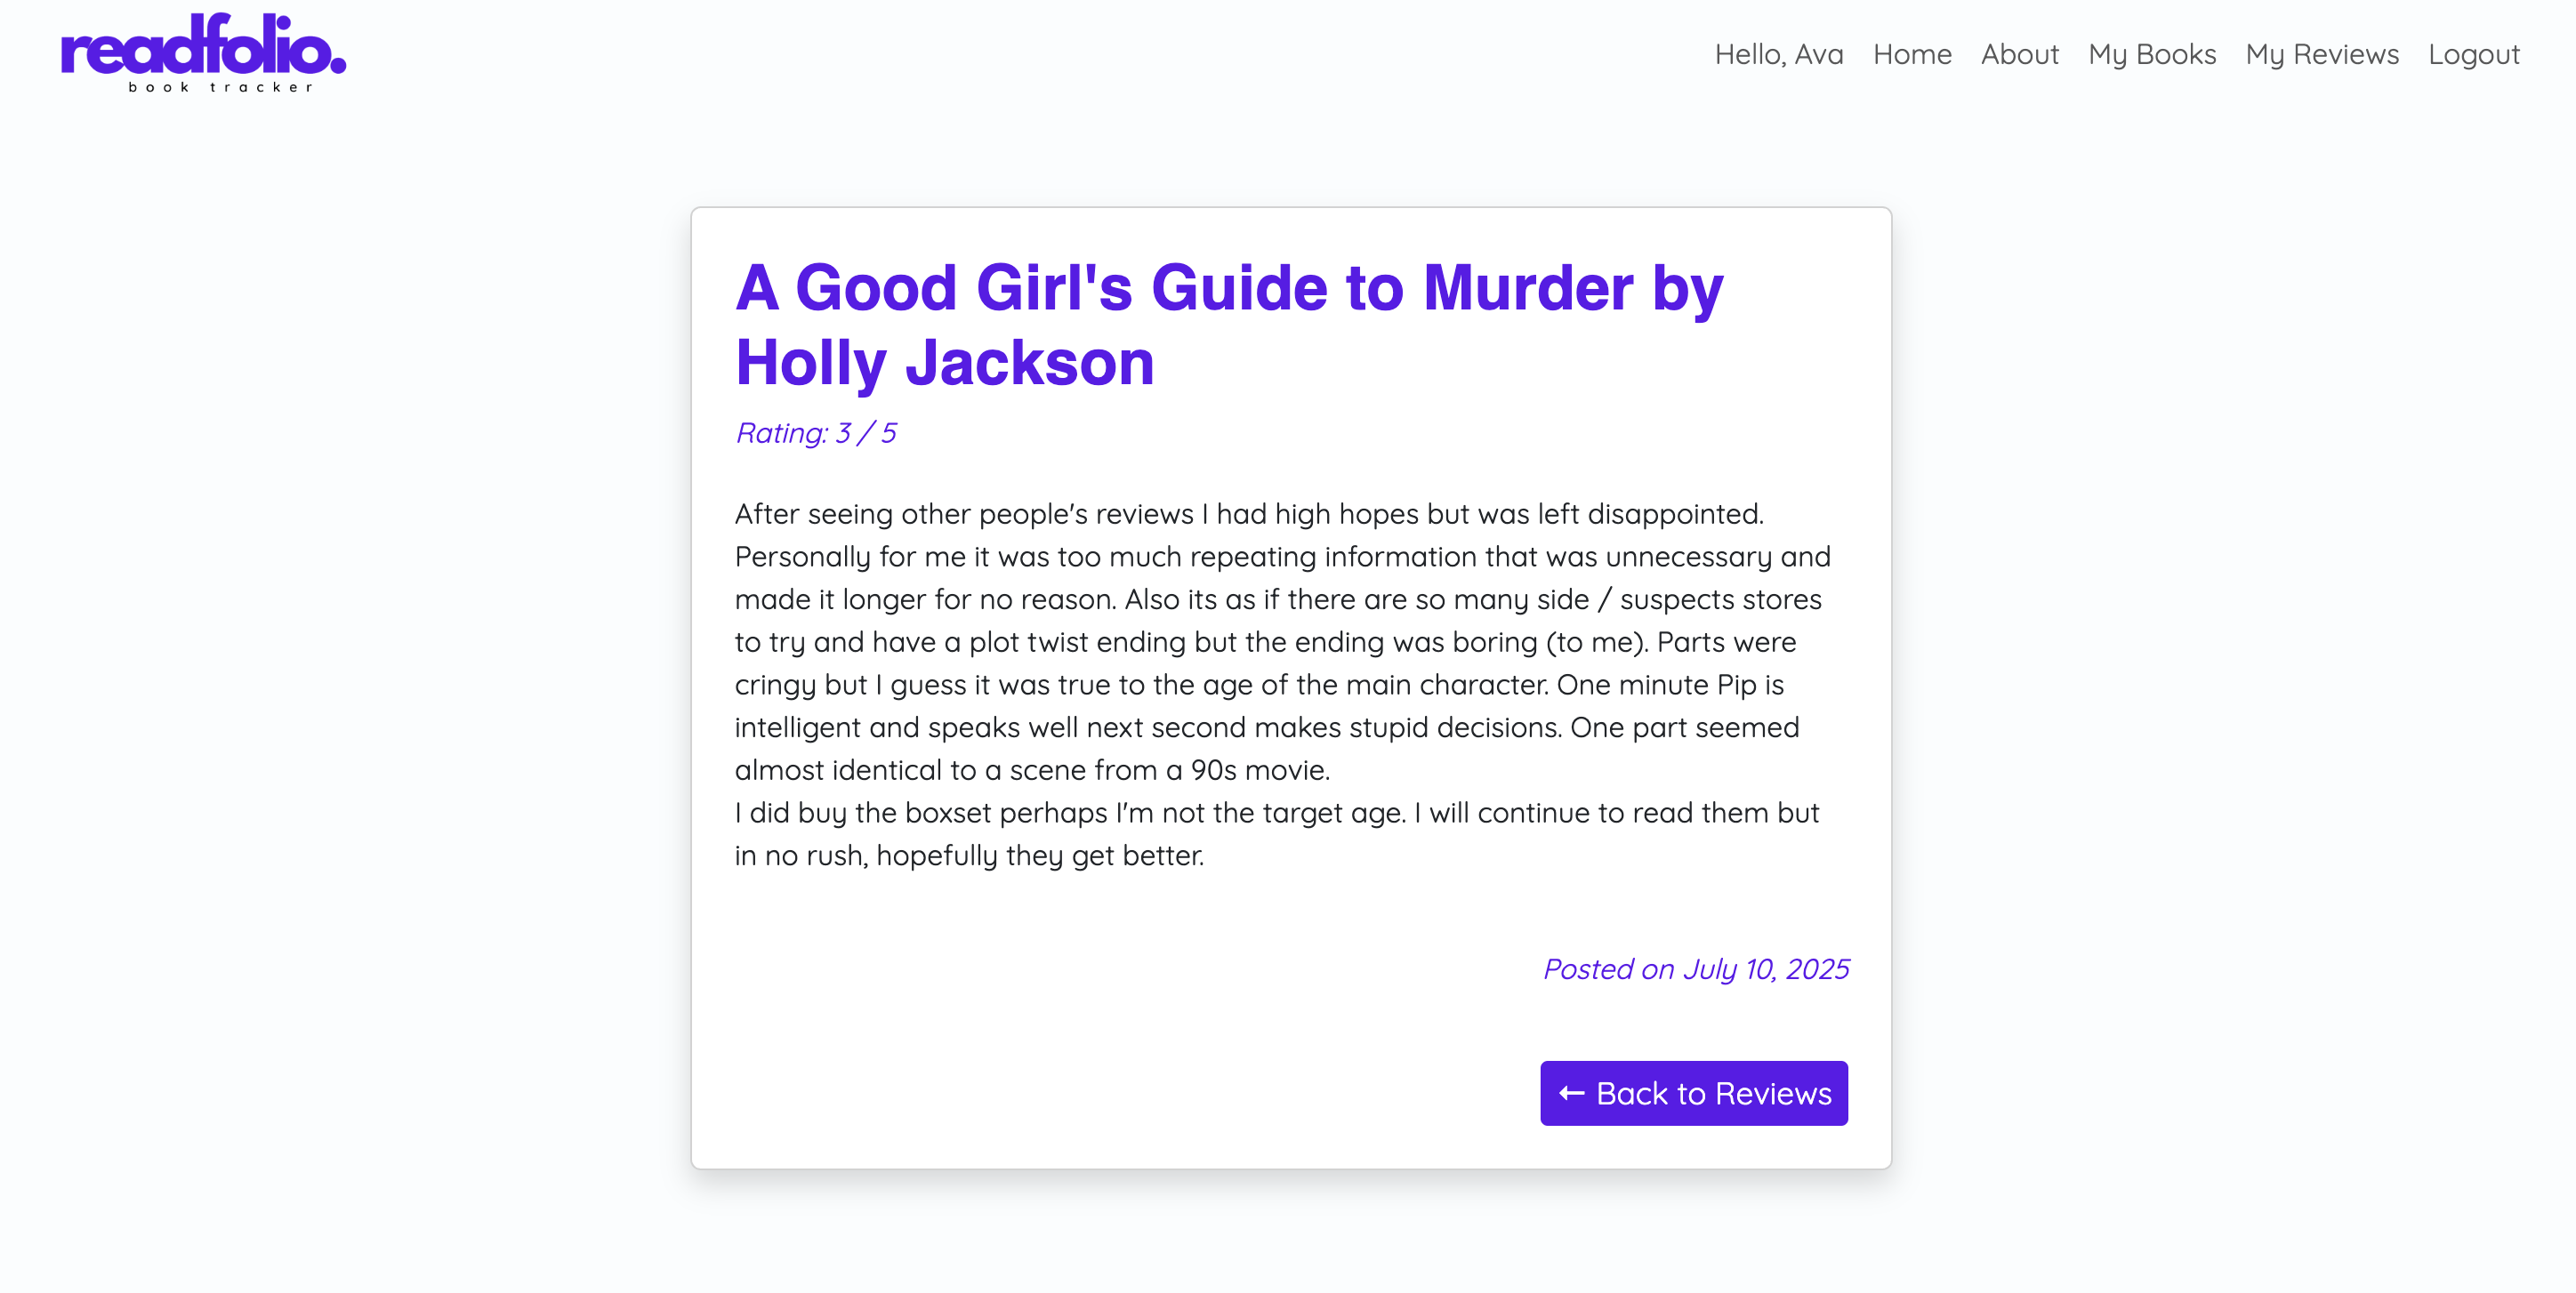 readfolio.
book tracker
Hello, Ava Home About My Books My Reviews Logout
A Good Girl's Guide to Murder by
Holly Jackson
Rating: 3 / 5
After seeing other people's reviews I had high hopes but was left disappointed.
Personally for me it was too much repeating information that was unnecessary and
made it longer for no reason. Also its as if there are so many side / suspects stores
to try and have a plot twist ending but the ending was boring (to me). Parts were
cringy but I guess it was true to the age of the main character. One minute Pip is
intelligent and speaks well next second makes stupid decisions. One part seemed
almost identical to a scene from a 90s movie.
I did buy the boxset perhaps I'm not the target age. I will continue to read them but
in no rush, hopefully they get better.
Posted on July 10, 2025
← Back to Reviews